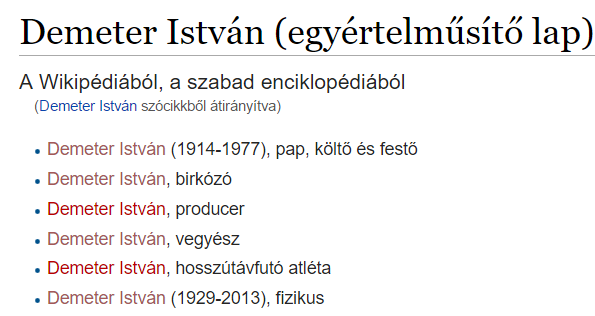 Demeter István (egyértelműsítő lap)
A Wikipédiából, a szabad enciklopédiából
(Demeter István szócikkből átirányítva)
• Demeter István (1914-1977), pap, költő és festő
• Demeter István, birkózó
• Demeter István, producer
• Demeter István, vegyész
• Demeter István, hosszútávfutó atléta
• Demeter István (1929-2013), fizikus